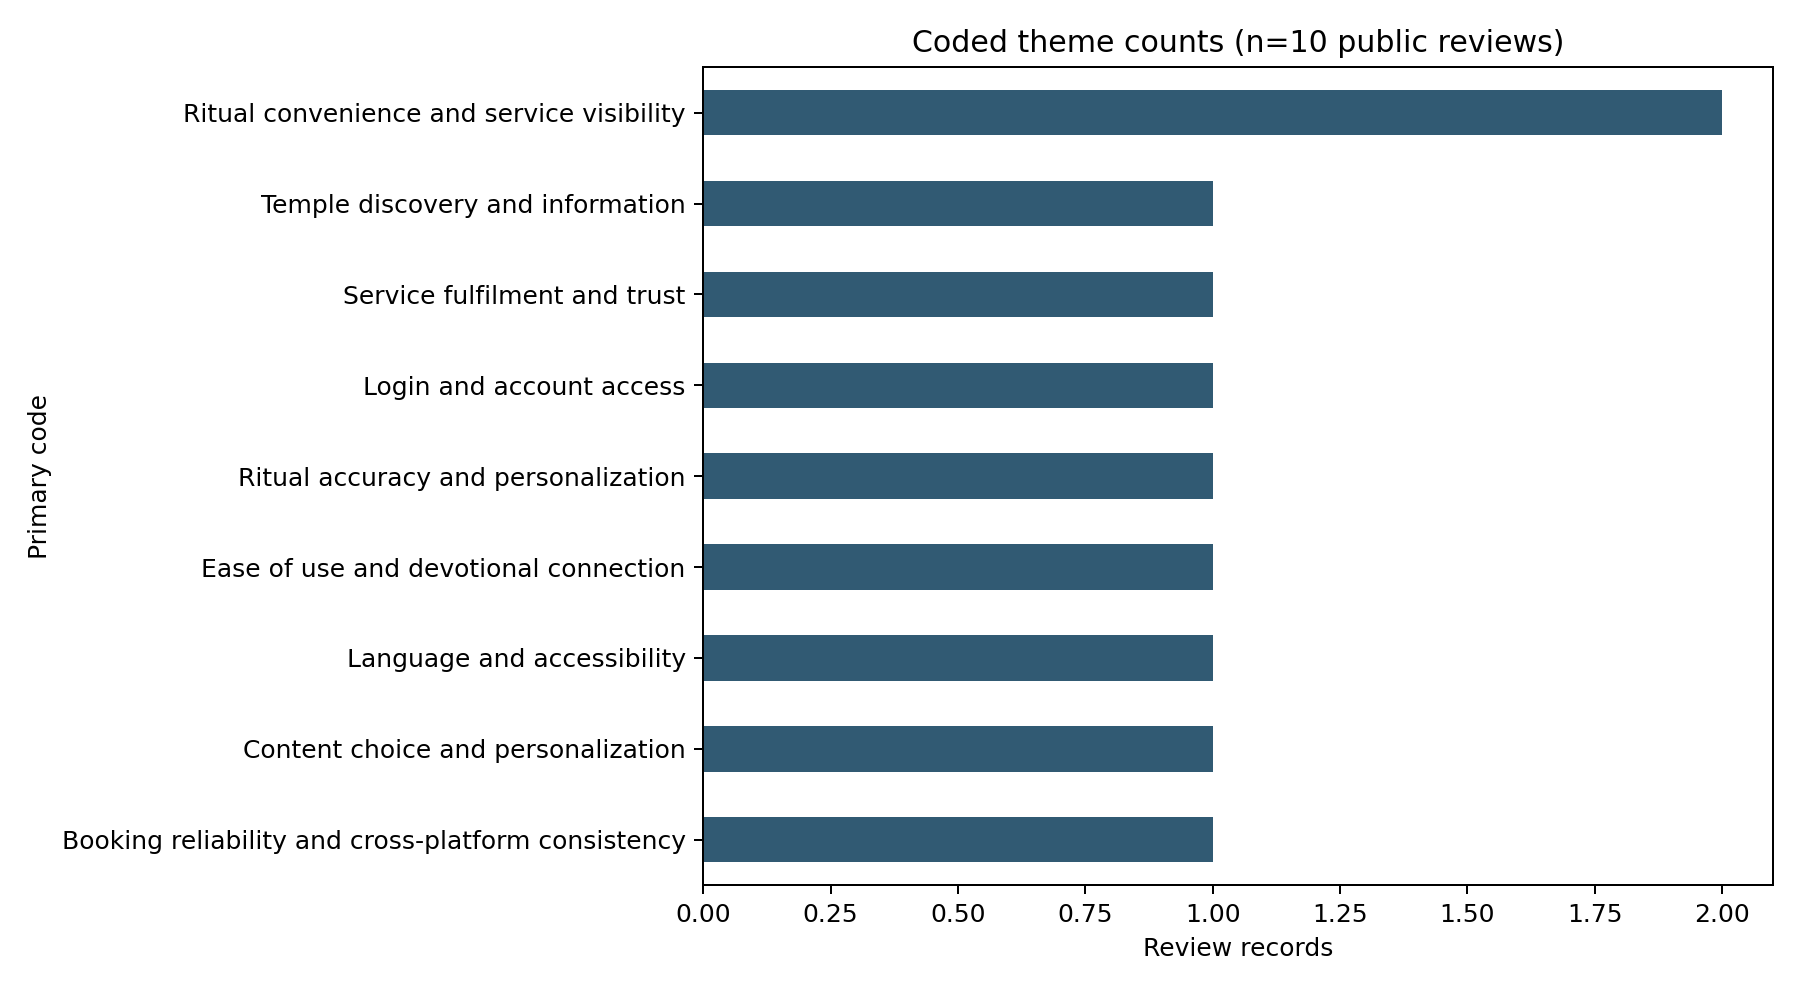 Coded theme counts (n=10 public reviews)
Primary code
Ritual convenience and service visibility
Temple discovery and information
Service fulfilment and trust
Login and account access
Ritual accuracy and personalization
Ease of use and devotional connection
Language and accessibility
Content choice and personalization
Booking reliability and cross-platform consistency
0.00 0.25 0.50 0.75 1.00 1.25 1.50 1.75 2.00
Review records